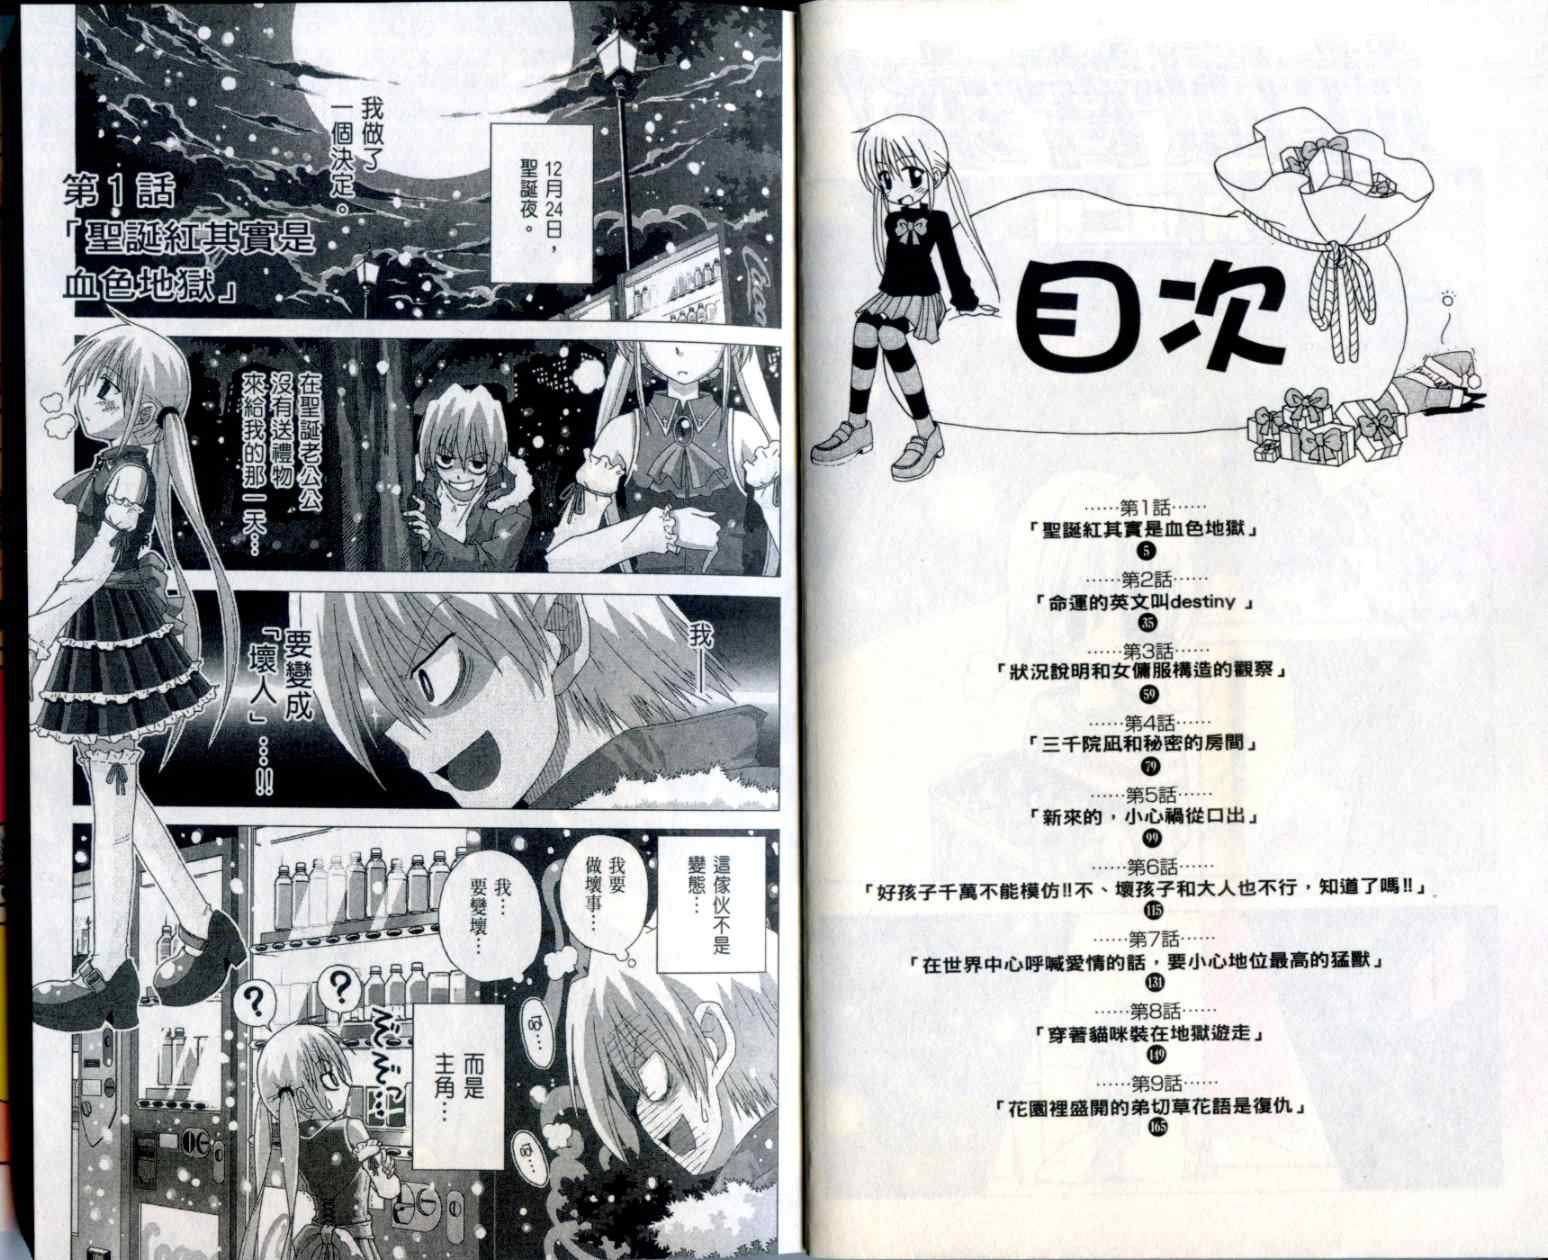 目次
……第1話……
「聖誕紅其實是血色地獄」
5
……第2話……
「命運的英文叫destiny 」
35
……第3話……
「狀況說明和女傭服構造的觀察」
59
……第4話……
「三千院凪和秘密的房間」
79
……第5話……
「新來的，小心禍從口出」
99
……第6話……
「好孩子千萬不能模仿!!不、壞孩子和大人也不行，知道了嗎!!」
115
……第7話……
「在世界中心呼喊愛情的話，要小心地位最高的猛獸」
131
……第8話……
「穿著貓咪裝在地獄遊走」
149
……第9話……
「花園裡盛開的弟切草花語是復仇」
165
12月24日，
聖誕夜。
我做了
一個決定。
第1話
「聖誕紅其實是
血色地獄」
在聖誕老公公
沒有送禮物
來給我的那一天…
我——
要變成
「壞人」…!!
這傢伙不是
變態…
我要
做壞事…
我…
要變壞…
而是
主角…
？
？